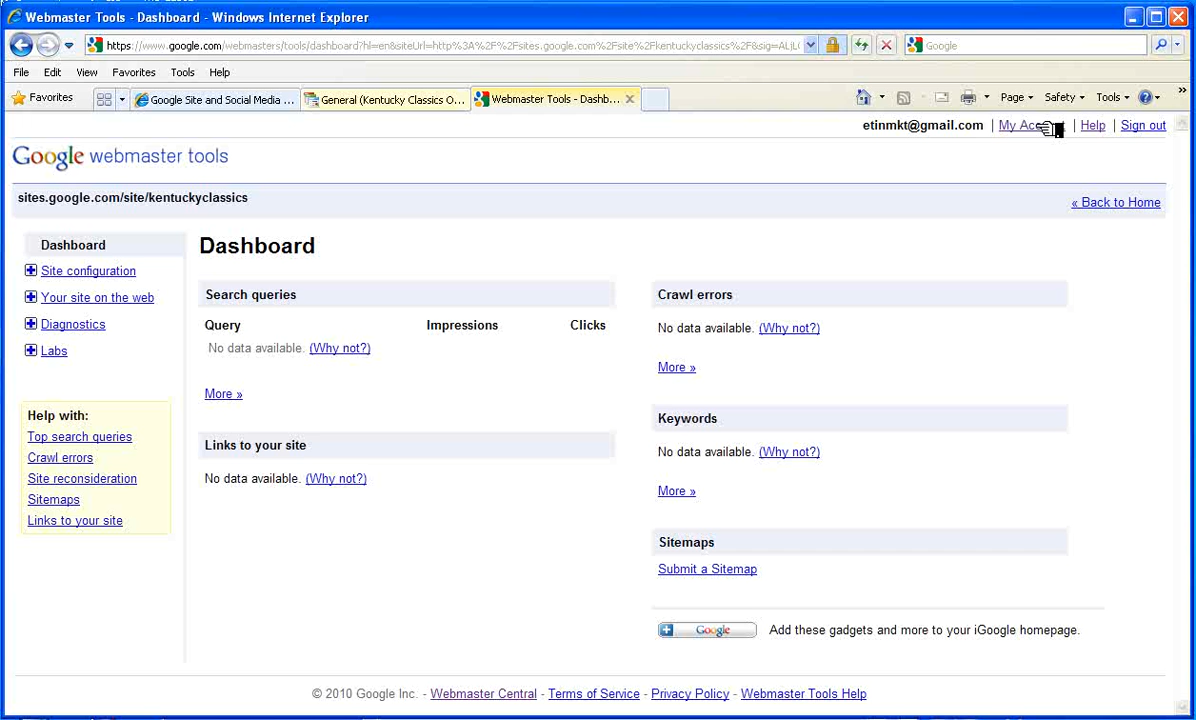 Webmaster Tools - Dashboard - Windows Internet Explorer
https://www.google.com/webmasters/tools/dashboard?hl=en&siteUrl=http%3A%2F%2Fsites.google.com%2Fsite%2Fkentuckyclassics%2F&sig=ALjL
Google
File Edit View Favorites Tools Help
Favorites
Google Site and Social Media ...
General (Kentucky Classics O...
Webmaster Tools - Dashb...
Page Safety Tools
etinmkt@gmail.com | My | Help | Sign out
Google webmaster tools
sites.google.com/site/kentuckyclassics
« Back to Home
Dashboard
Site configuration
Your site on the web
Diagnostics
Labs
Help with:
Top search queries
Crawl errors
Site reconsideration
Sitemaps
Links to your site
Dashboard
Search queries
Query Impressions Clicks
No data available. (Why not?)
More »
Links to your site
No data available. (Why not?)
Crawl errors
No data available. (Why not?)
More »
Keywords
No data available. (Why not?)
More »
Sitemaps
Submit a Sitemap
Google
Add these gadgets and more to your iGoogle homepage.
© 2010 Google Inc. - Webmaster Central - Terms of Service - Privacy Policy - Webmaster Tools Help